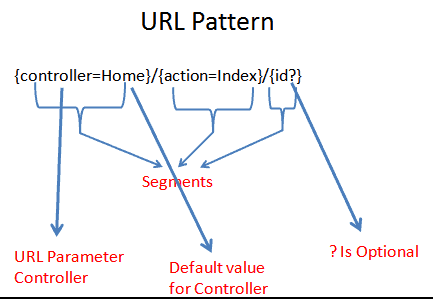 URL Pattern
{controller=Home}/{action=Index}/{id?}
Segments
URL Parameter
Controller
Default value
for Controller
? Is Optional